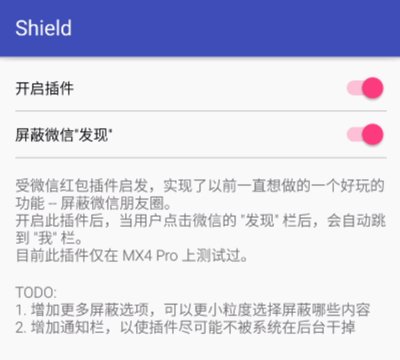 Shield
开启插件
屏蔽微信"发现"
受微信红包插件启发，实现了以前一直想做的一个好玩的
功能 -- 屏蔽微信朋友圈。
开启此插件后，当用户点击微信的 "发现" 栏后，会自动跳
到 "我" 栏。
目前此插件仅在 MX4 Pro 上测试过。
TODO:
1. 增加更多屏蔽选项，可以更小粒度选择屏蔽哪些内容
2. 增加通知栏，以使插件尽可能不被系统在后台干掉